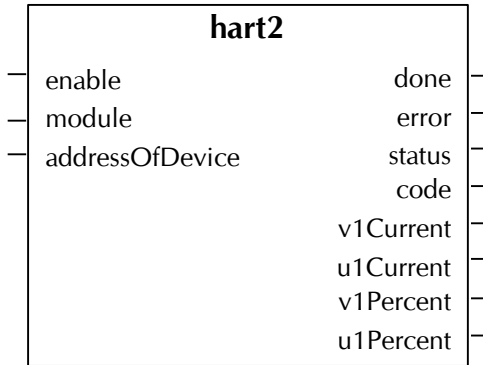 hart2
enable done
module error
addressOfDevice status
code
v1Current
u1Current
v1Percent
u1Percent